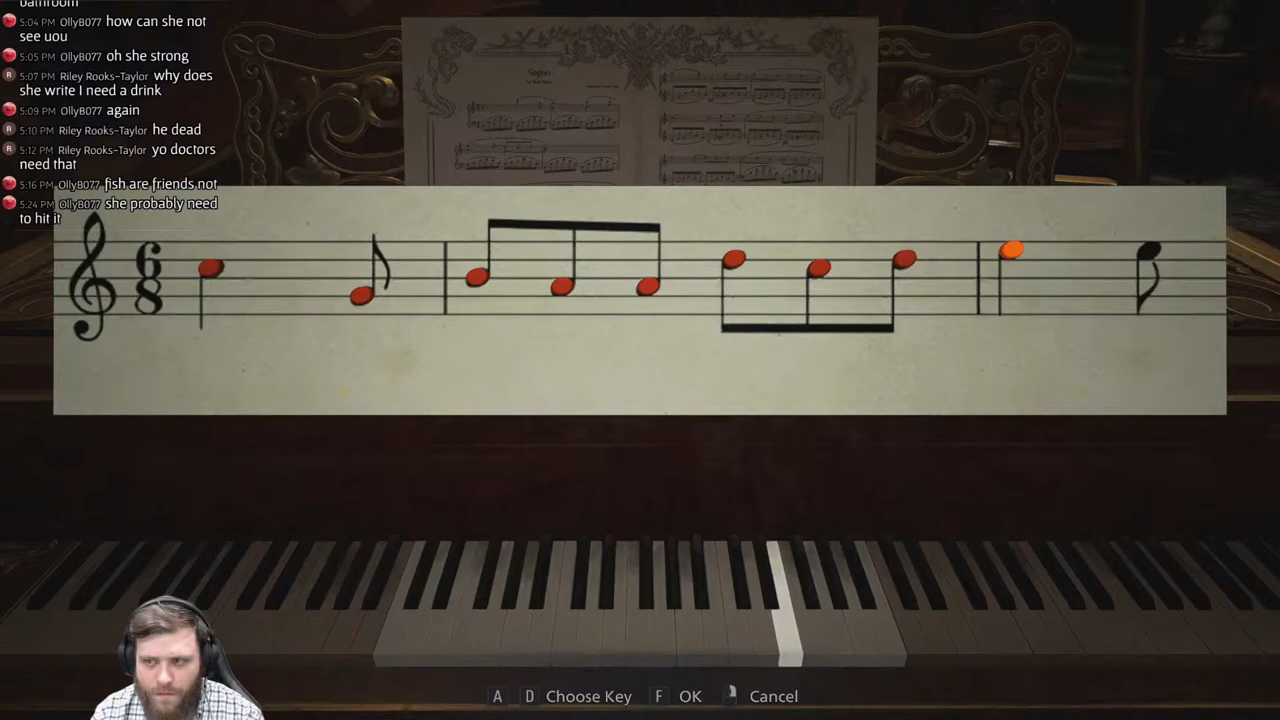 bathroom
5:04 PM OllyB077 how can she not
see uou
5:05 PM OllyB077 oh she strong
5:07 PM Riley Rooks-Taylor why does
she write I need a drink
5:09 PM OllyB077 again
5:10 PM Riley Rooks-Taylor he dead
5:12 PM Riley Rooks-Taylor yo doctors
need that
5:16 PM OllyB077 fish are friends not
5:24 PM OllyB077 she probably need
to hit it
6
8
A D Choose Key F OK Cancel